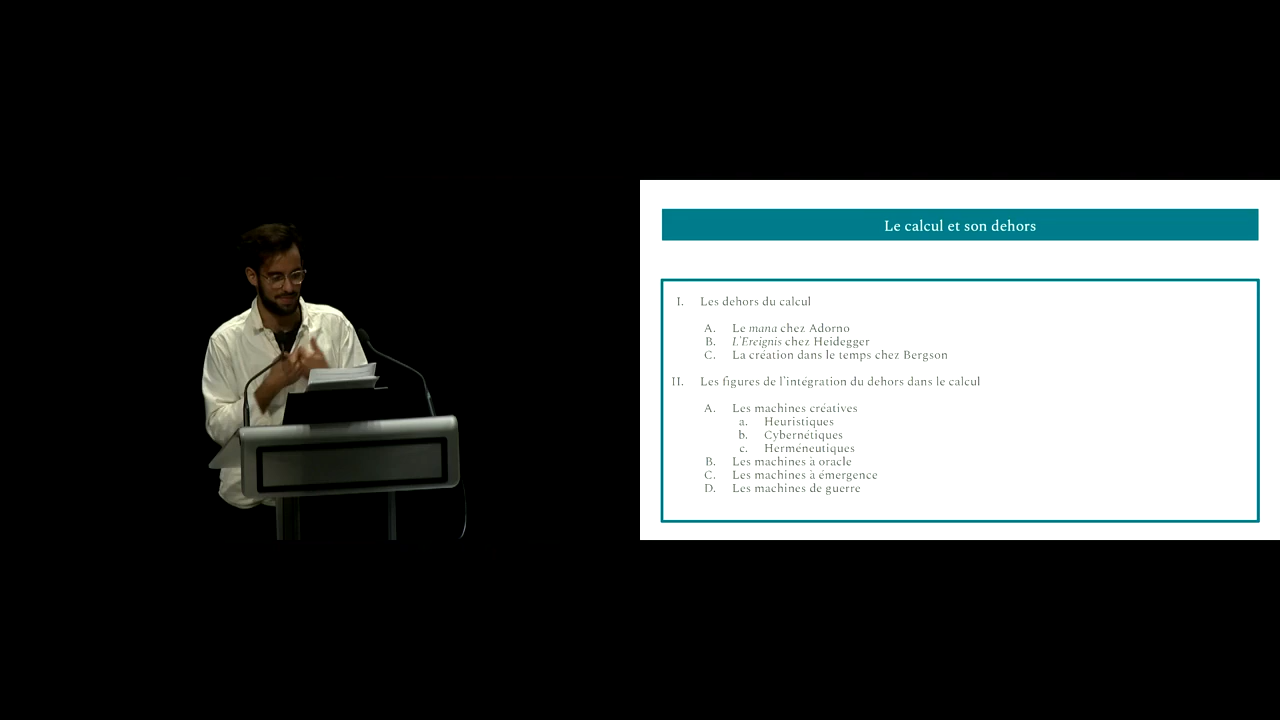 Le calcul et son dehors
I. Les dehors du calcul
A. Le mana chez Adorno
B. L'Ereignis chez Heidegger
C. La création dans le temps chez Bergson
II. Les figures de l'intégration du dehors dans le calcul
A. Les machines créatives
a. Heuristiques
b. Cybernétiques
c. Herméneutiques
B. Les machines à oracle
C. Les machines à émergence
D. Les machines de guerre